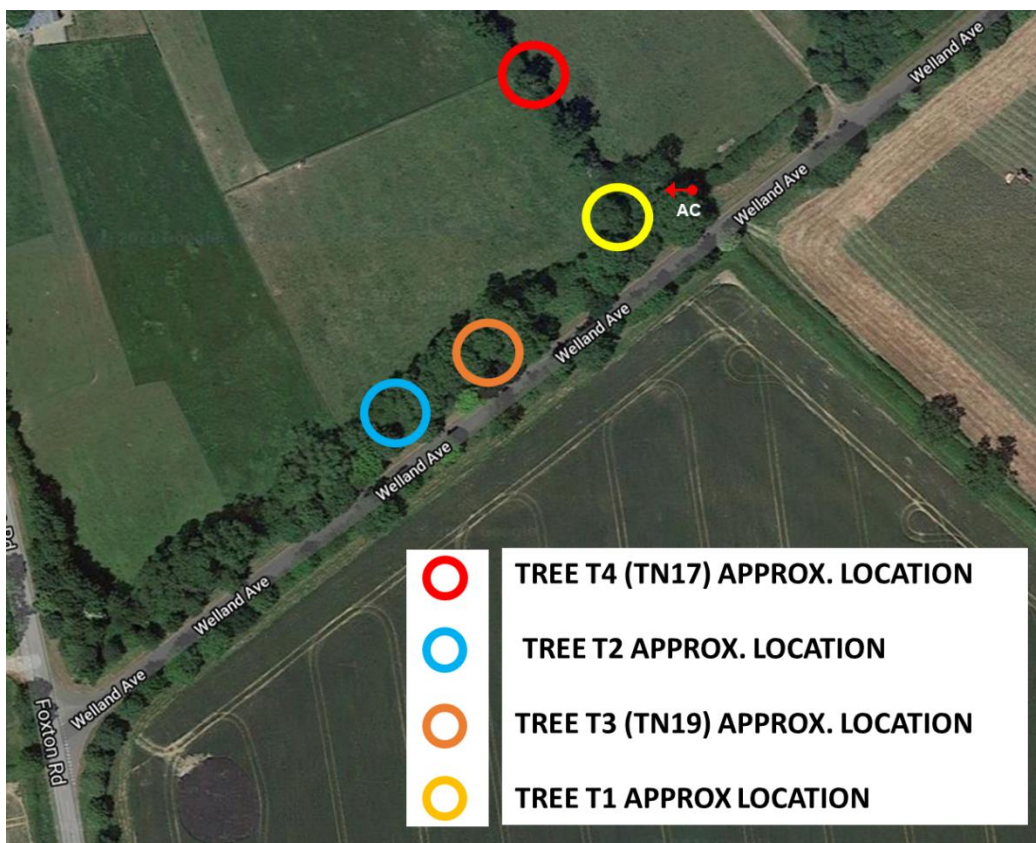 Welland Ave
Welland Ave
AC
Welland Ave
Welland Ave
Welland Ave
Welland Ave
Foxton Rd
Rd
TREE T4 (TN17) APPROX. LOCATION
TREE T2 APPROX. LOCATION
TREE T3 (TN19) APPROX. LOCATION
TREE T1 APPROX LOCATION